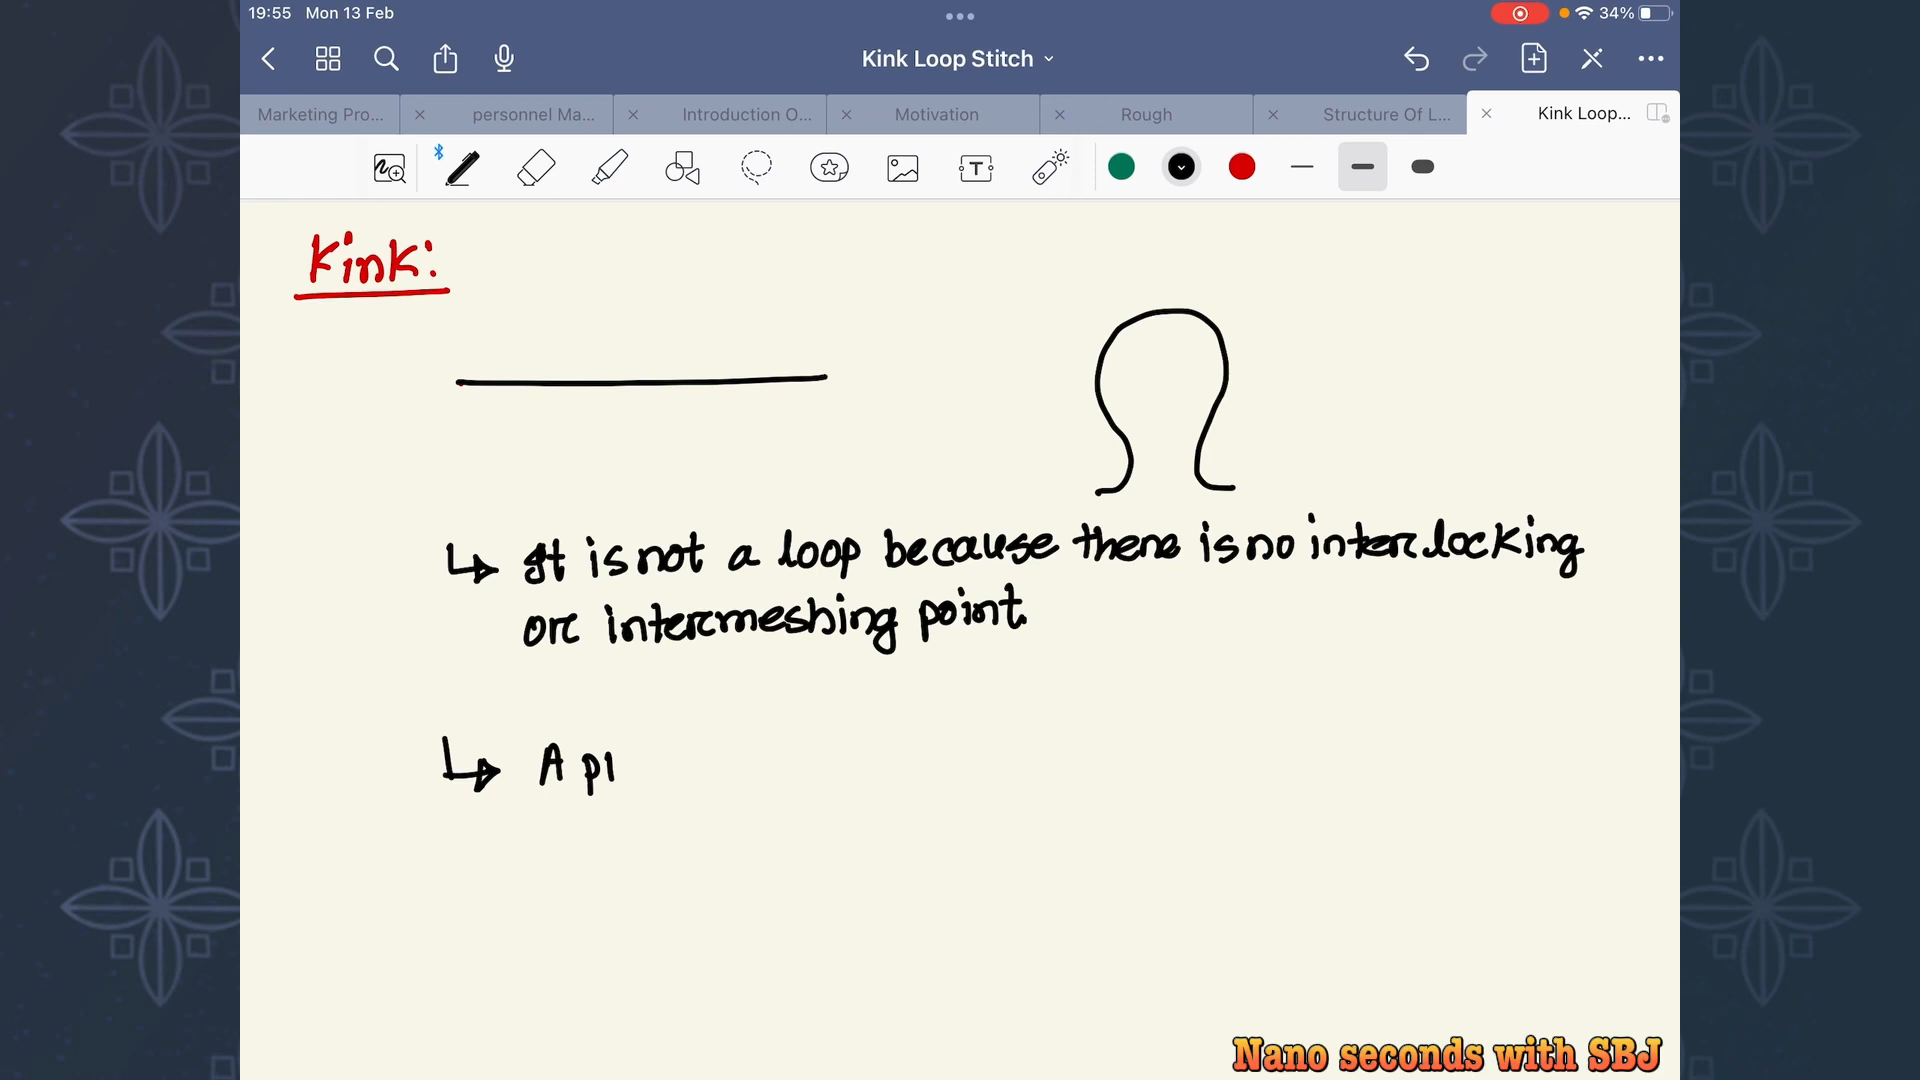 19:55 Mon 13 Feb
34%
Kink Loop Stitch
Marketing Pro...
personnel Ma...
Introduction O...
Motivation
Rough
Structure Of L...
Kink Loop...
T
Kink:
It is not a loop because there is no interlocking
or intermeshing point.
A pi
Nano seconds with SBJ